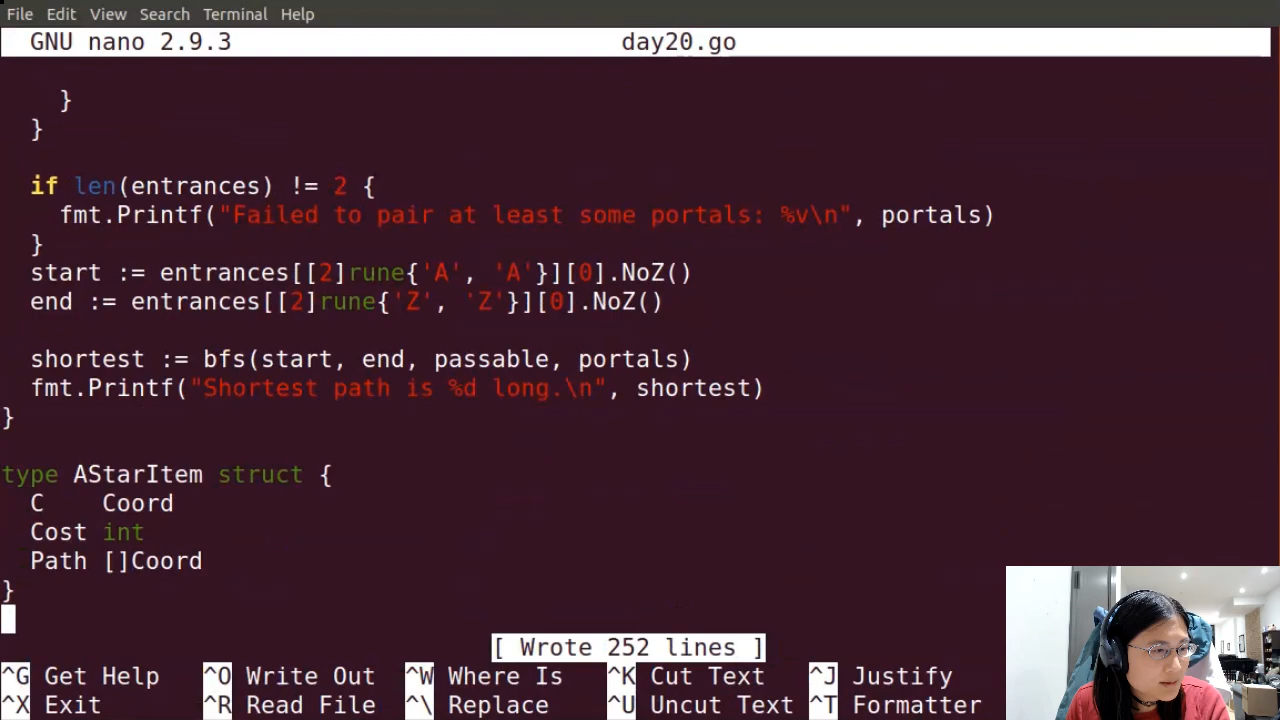 File Edit View Search Terminal Help
GNU nano 2.9.3 day20.go
}
}
if len(entrances) != 2 {
fmt.Printf("Failed to pair at least some portals: %v\n", portals)
}
start := entrances[[2]rune{'A', 'A'}][0].NoZ()
end := entrances[[2]rune{'Z', 'Z'}][0].NoZ()
shortest := bfs(start, end, passable, portals)
fmt.Printf("Shortest path is %d long.\n", shortest)
}
type AStarItem struct {
C Coord
Cost int
Path []Coord
}
[ Wrote 252 lines ]
^G Get Help ^O Write Out ^W Where Is ^K Cut Text ^J Justify
^X Exit ^R Read File ^\ Replace ^U Uncut Text ^T Formatter